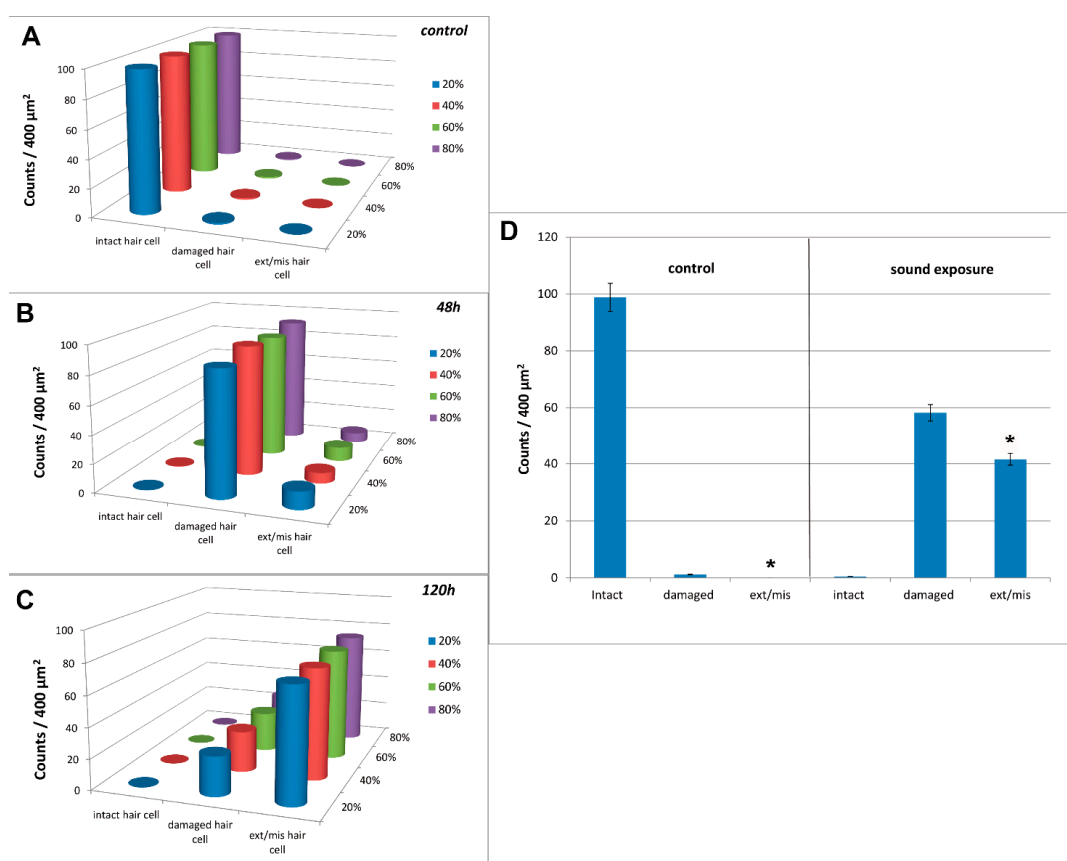 A
control
Counts / 400 µm²
100
80
60
40
20
0
20%
40%
60%
80%
80%
60%
40%
20%
intact hair cell
damaged hair
cell
ext/mis hair
cell
B
48h
Counts / 400 µm²
100
80
60
40
20
0
20%
40%
60%
80%
80%
60%
40%
20%
intact hair cell
damaged hair
cell
ext/mis hair
cell
C
120h
Counts / 400 µm²
100
80
60
40
20
0
20%
40%
60%
80%
80%
60%
40%
20%
intact hair cell
damaged hair
cell
ext/mis hair
cell
D
Counts / 400 µm²
120
100
80
60
40
20
0
control
sound exposure
*
*
Intact
damaged
ext/mis
intact
damaged
ext/mis